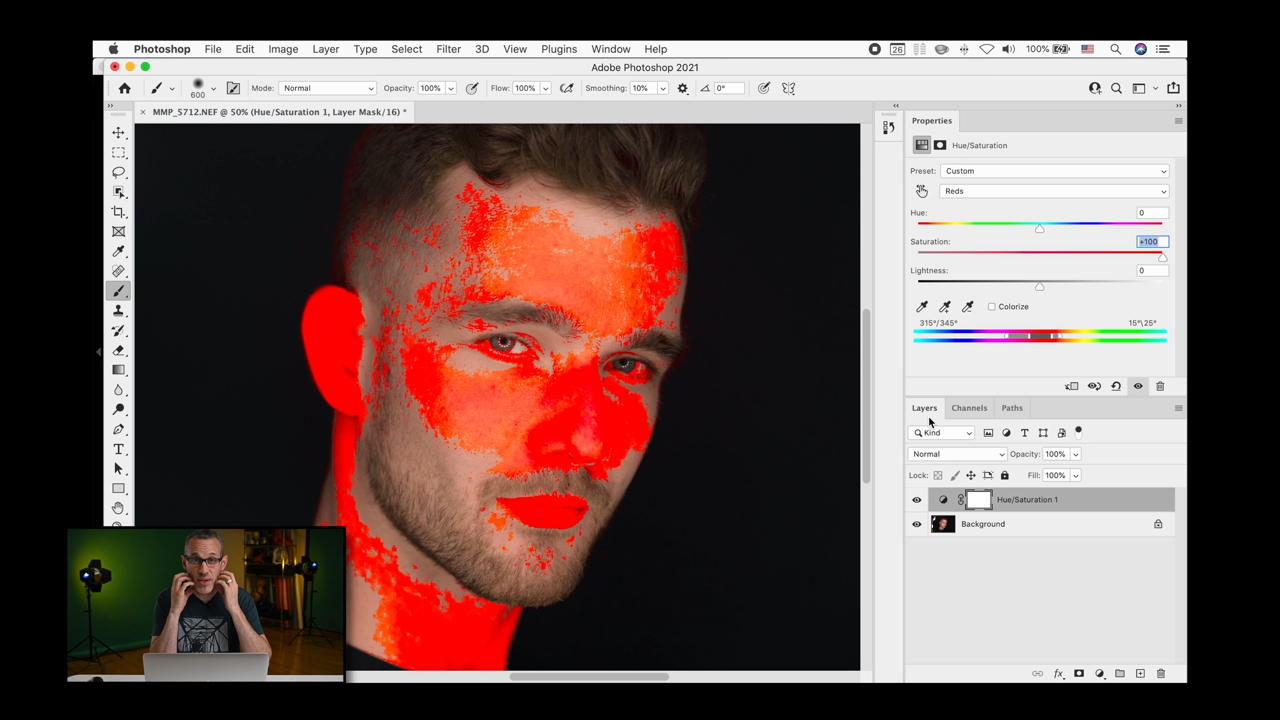 Photoshop File Edit Image Layer Type Select Filter 3D View Plugins Window Help 26 100%
Adobe Photoshop 2021
600 Mode: Normal Opacity: 100% Flow: 100% Smoothing: 10% 0°
MMP_5712.NEF @ 50% (Hue/Saturation 1, Layer Mask/16) *
Properties
Hue/Saturation
Preset: Custom
Reds
Hue: 0
Saturation: +100
Lightness: 0
Colorize
315°/345° 15°\25°
Layers Channels Paths
Kind
Normal Opacity: 100%
Lock: Fill: 100%
Hue/Saturation 1
Background
fx